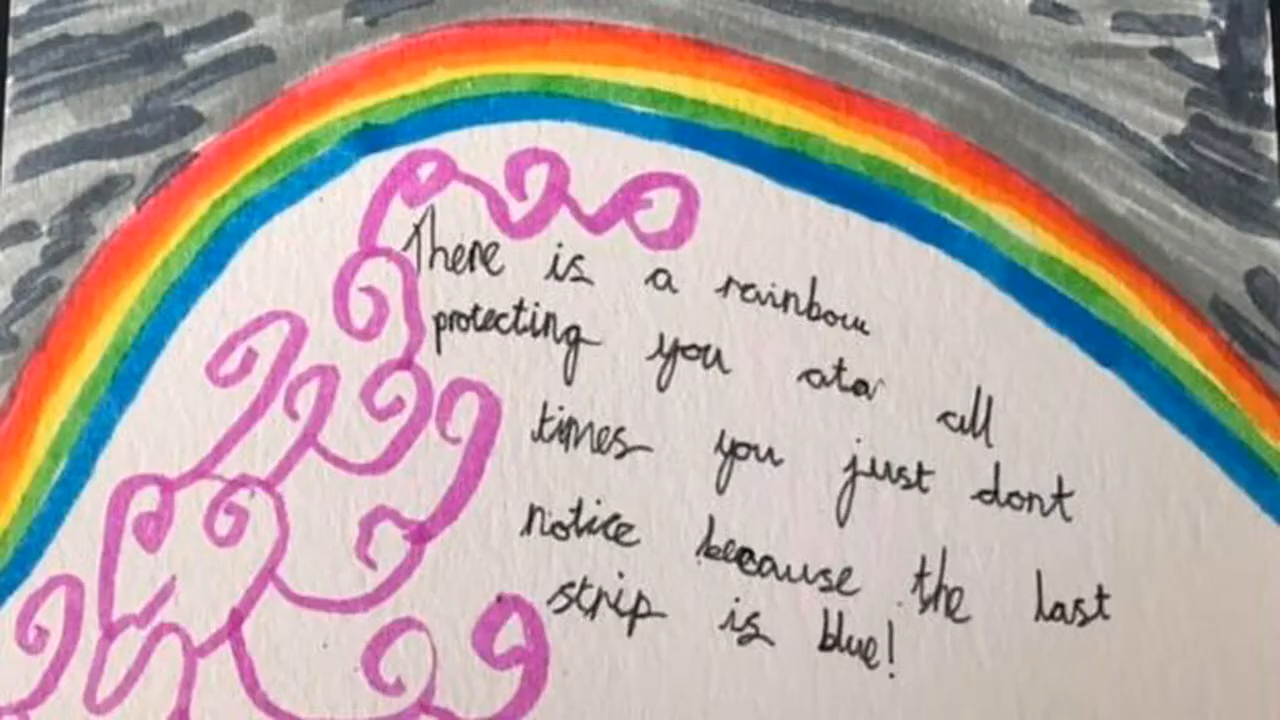 There is a rainbow
protecting you ata all
times you just dont
notice because the last
strip is blue!